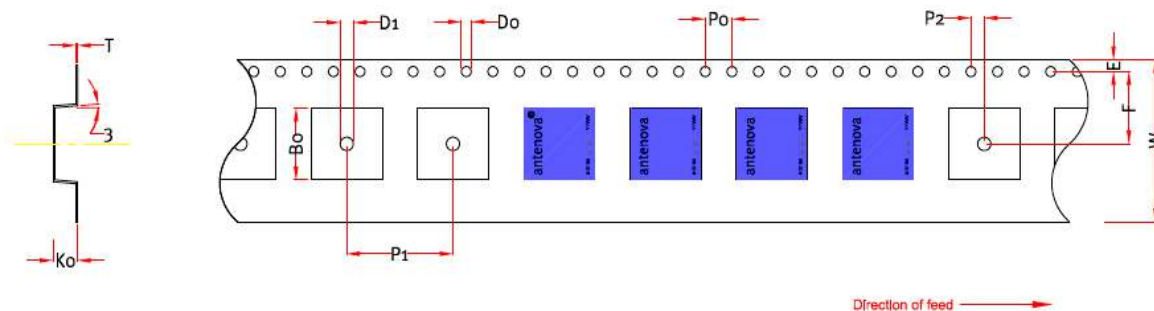 T
D1
Do
Po
P2
E
F
W
3
Bo
antenova
antenova
antenova
antenova
Ko
P1
Direction of feed